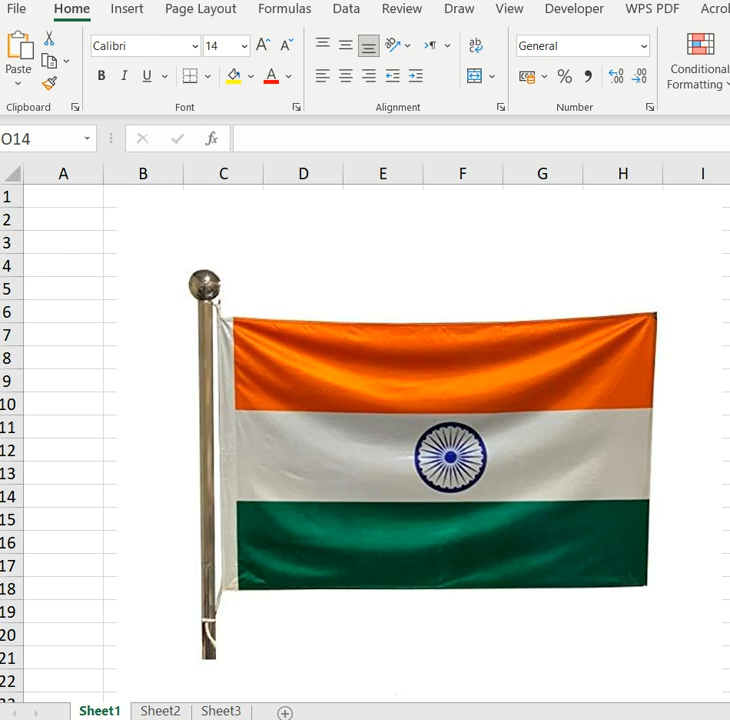 File Home Insert Page Layout Formulas Data Review Draw View Developer WPS PDF Acro
Calibri 14 A A ab General
Paste B I U A % Conditional
Formatting
Clipboard Font Alignment Number
O14 fx
A B C D E F G H I
1
2
3
4
5
6
7
8
9
10
11
12
13
14
15
16
17
18
19
20
21
22
Sheet1 Sheet2 Sheet3